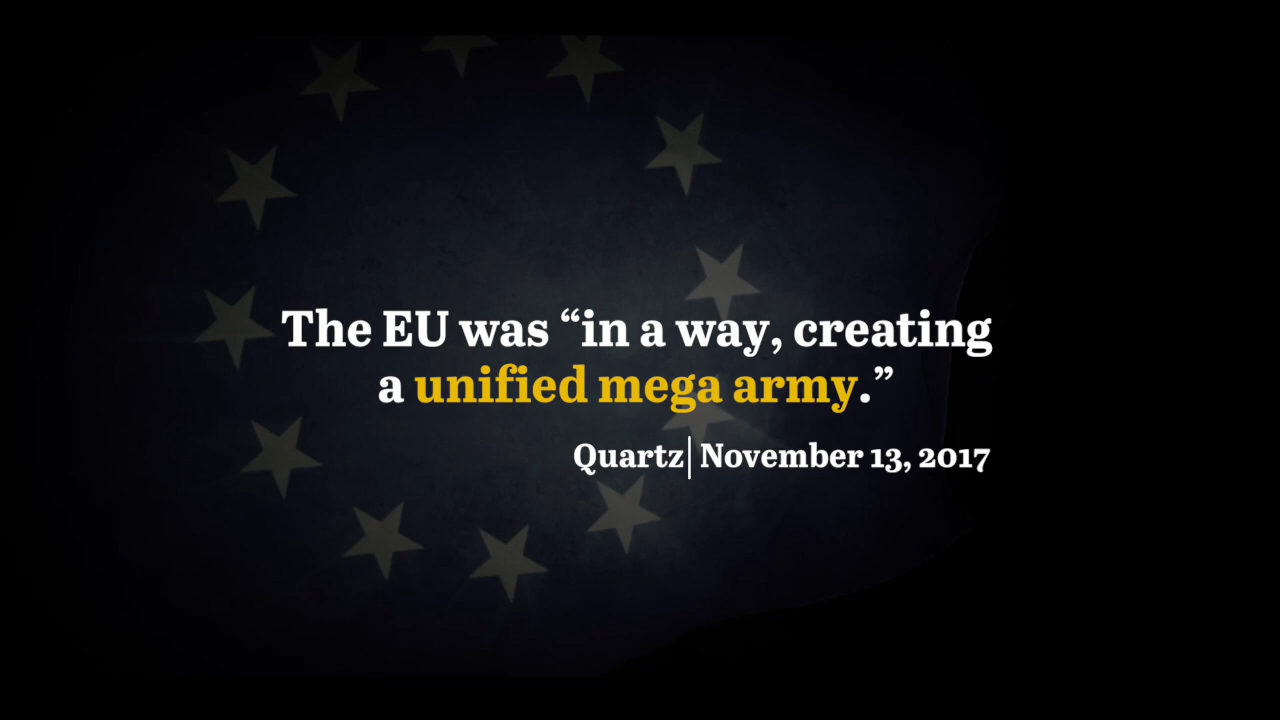 The EU was “in a way, creating
a unified mega army.”
Quartz| November 13, 2017